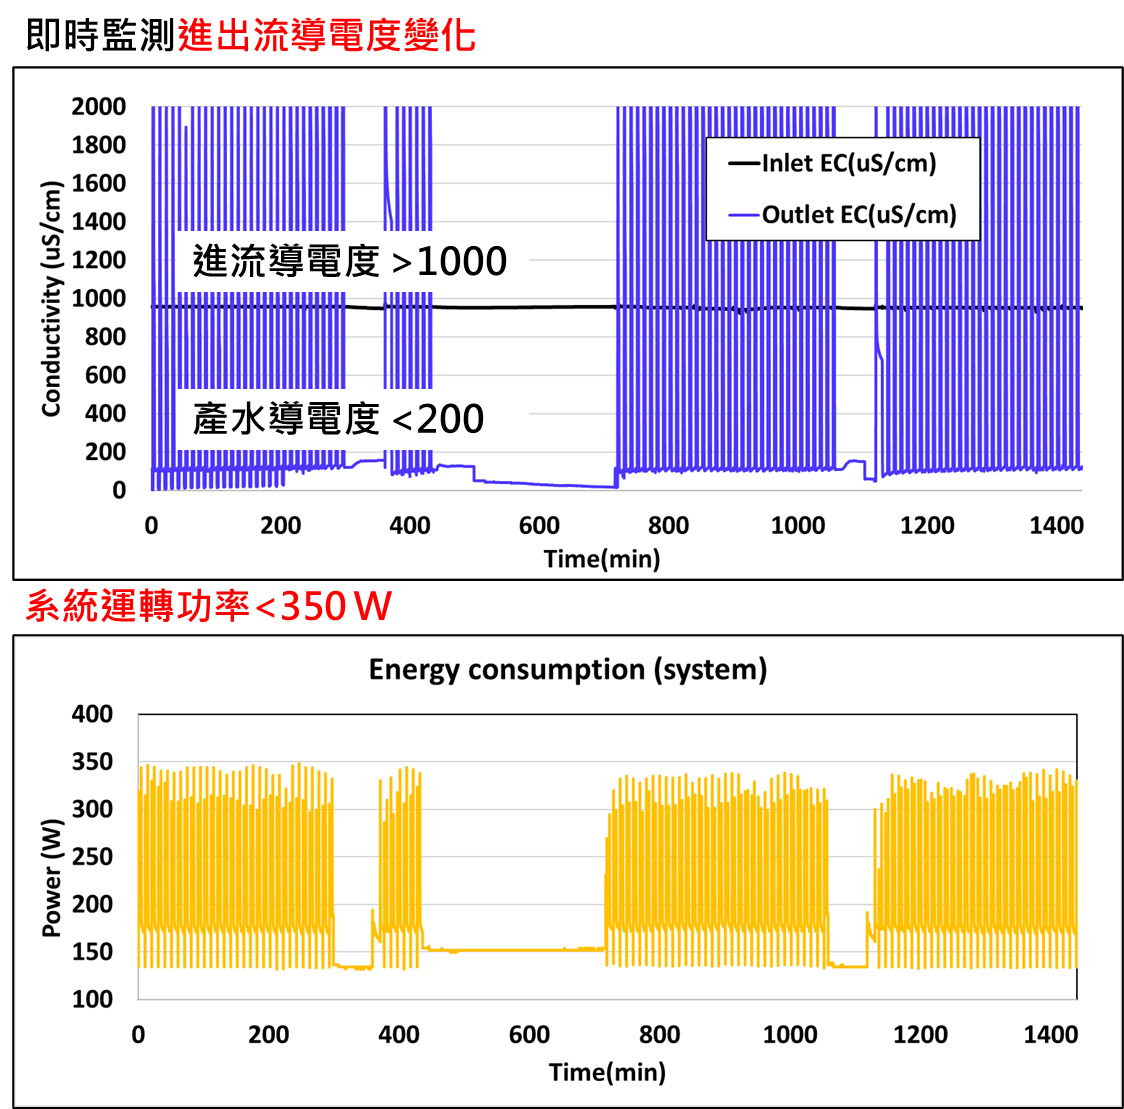 即時監測進出流導電度變化
2000
1800
1600
1400
1200
1000
800
600
400
200
0
Conductivity (uS/cm)
Inlet EC(uS/cm)
Outlet EC(uS/cm)
進流導電度 >1000
產水導電度 <200
0 200 400 600 800 1000 1200 1400
Time(min)
系統運轉功率<350 W
Energy consumption (system)
400
350
300
250
200
150
100
Power (W)
0 200 400 600 800 1000 1200 1400
Time(min)